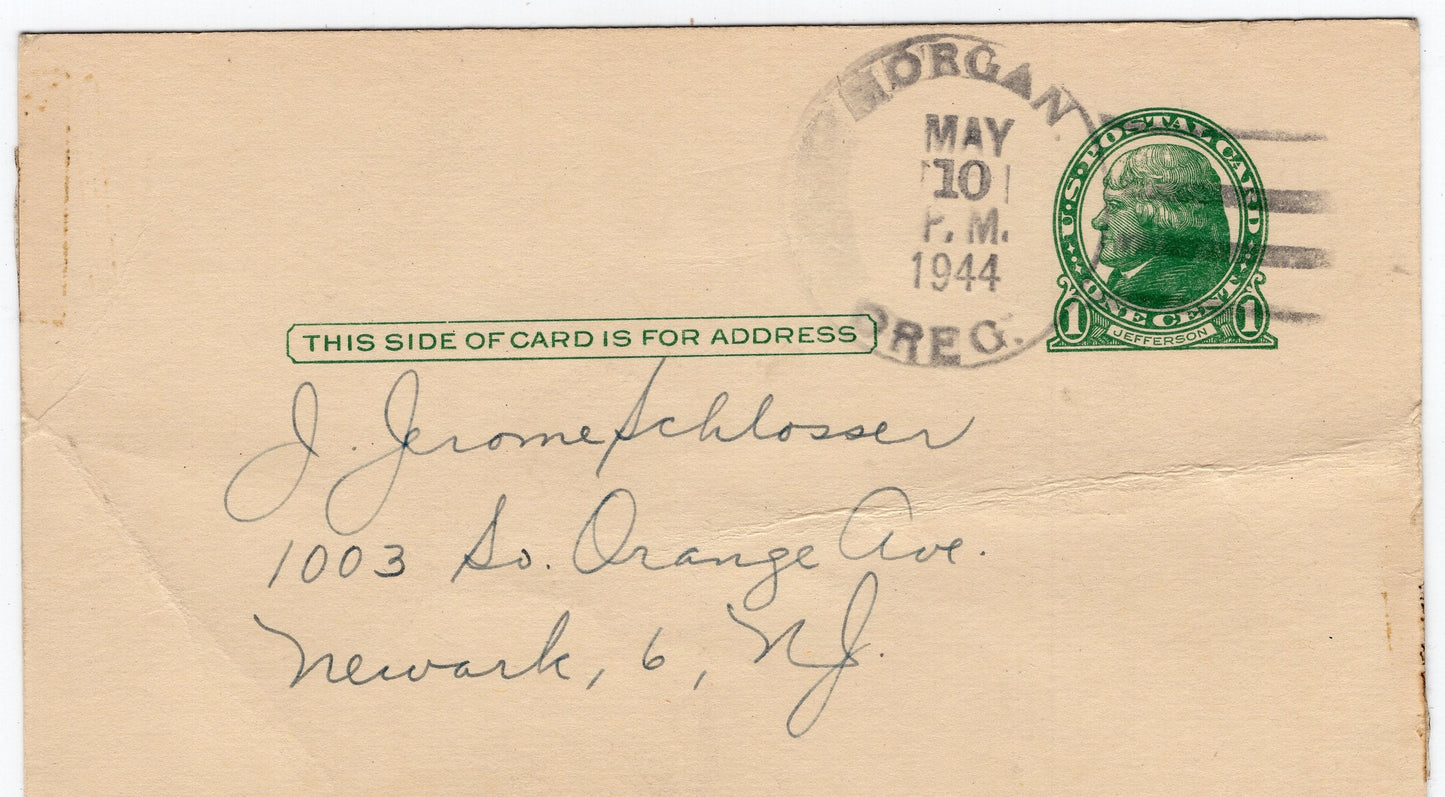 MORGAN.
MAY
10
P. M.
1944
OREG.
U.S. POSTAL CARD
ONE CENT
1 JEFFERSON 1
THIS SIDE OF CARD IS FOR ADDRESS
J. Jerome Schlosser
1003 So. Orange Ave.
Newark, 6, N.J.